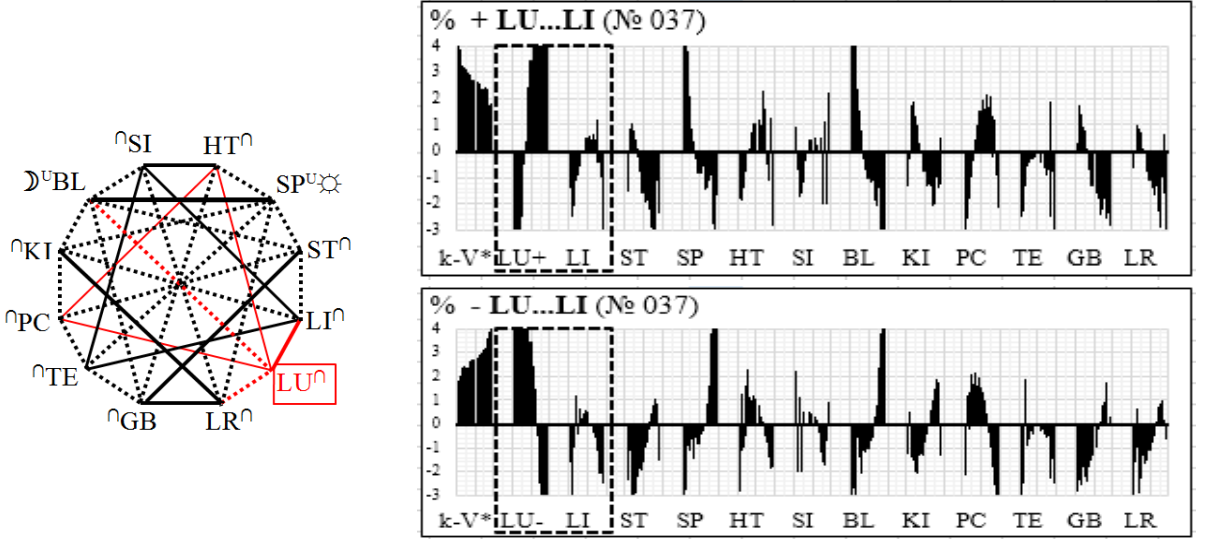 ∩SI HT∩
☽ᵁBL SPᵁ☼
∩KI ST∩
∩PC LI∩
∩TE LU∩
∩GB LR∩
% + LU...LI (№ 037)
4
3
2
1
0
-1
-2
-3
k-V* LU+ LI ST SP HT SI BL KI PC TE GB LR
% - LU...LI (№ 037)
4
3
2
1
0
-1
-2
-3
k-V* LU- LI ST SP HT SI BL KI PC TE GB LR